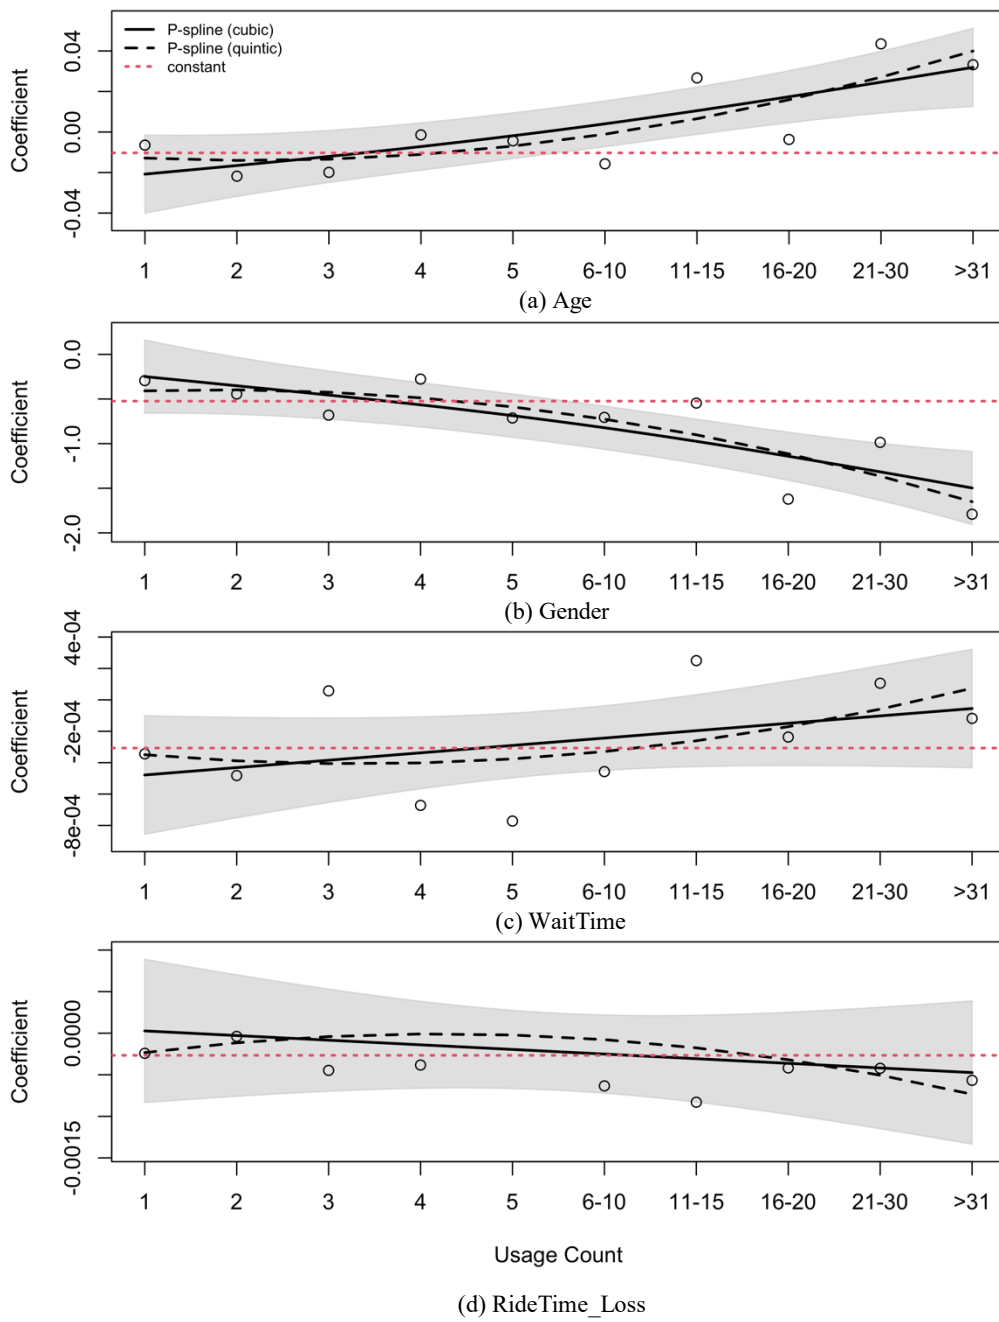 P-spline (cubic)
P-spline (quintic)
constant
Coefficient
0.04
0.00
-0.04
1 2 3 4 5 6-10 11-15 16-20 21-30 >31
(a) Age
Coefficient
0.0
-1.0
-2.0
1 2 3 4 5 6-10 11-15 16-20 21-30 >31
(b) Gender
Coefficient
4e-04
-2e-04
-8e-04
1 2 3 4 5 6-10 11-15 16-20 21-30 >31
(c) WaitTime
Coefficient
0.0000
-0.0015
1 2 3 4 5 6-10 11-15 16-20 21-30 >31
Usage Count
(d) RideTime_Loss